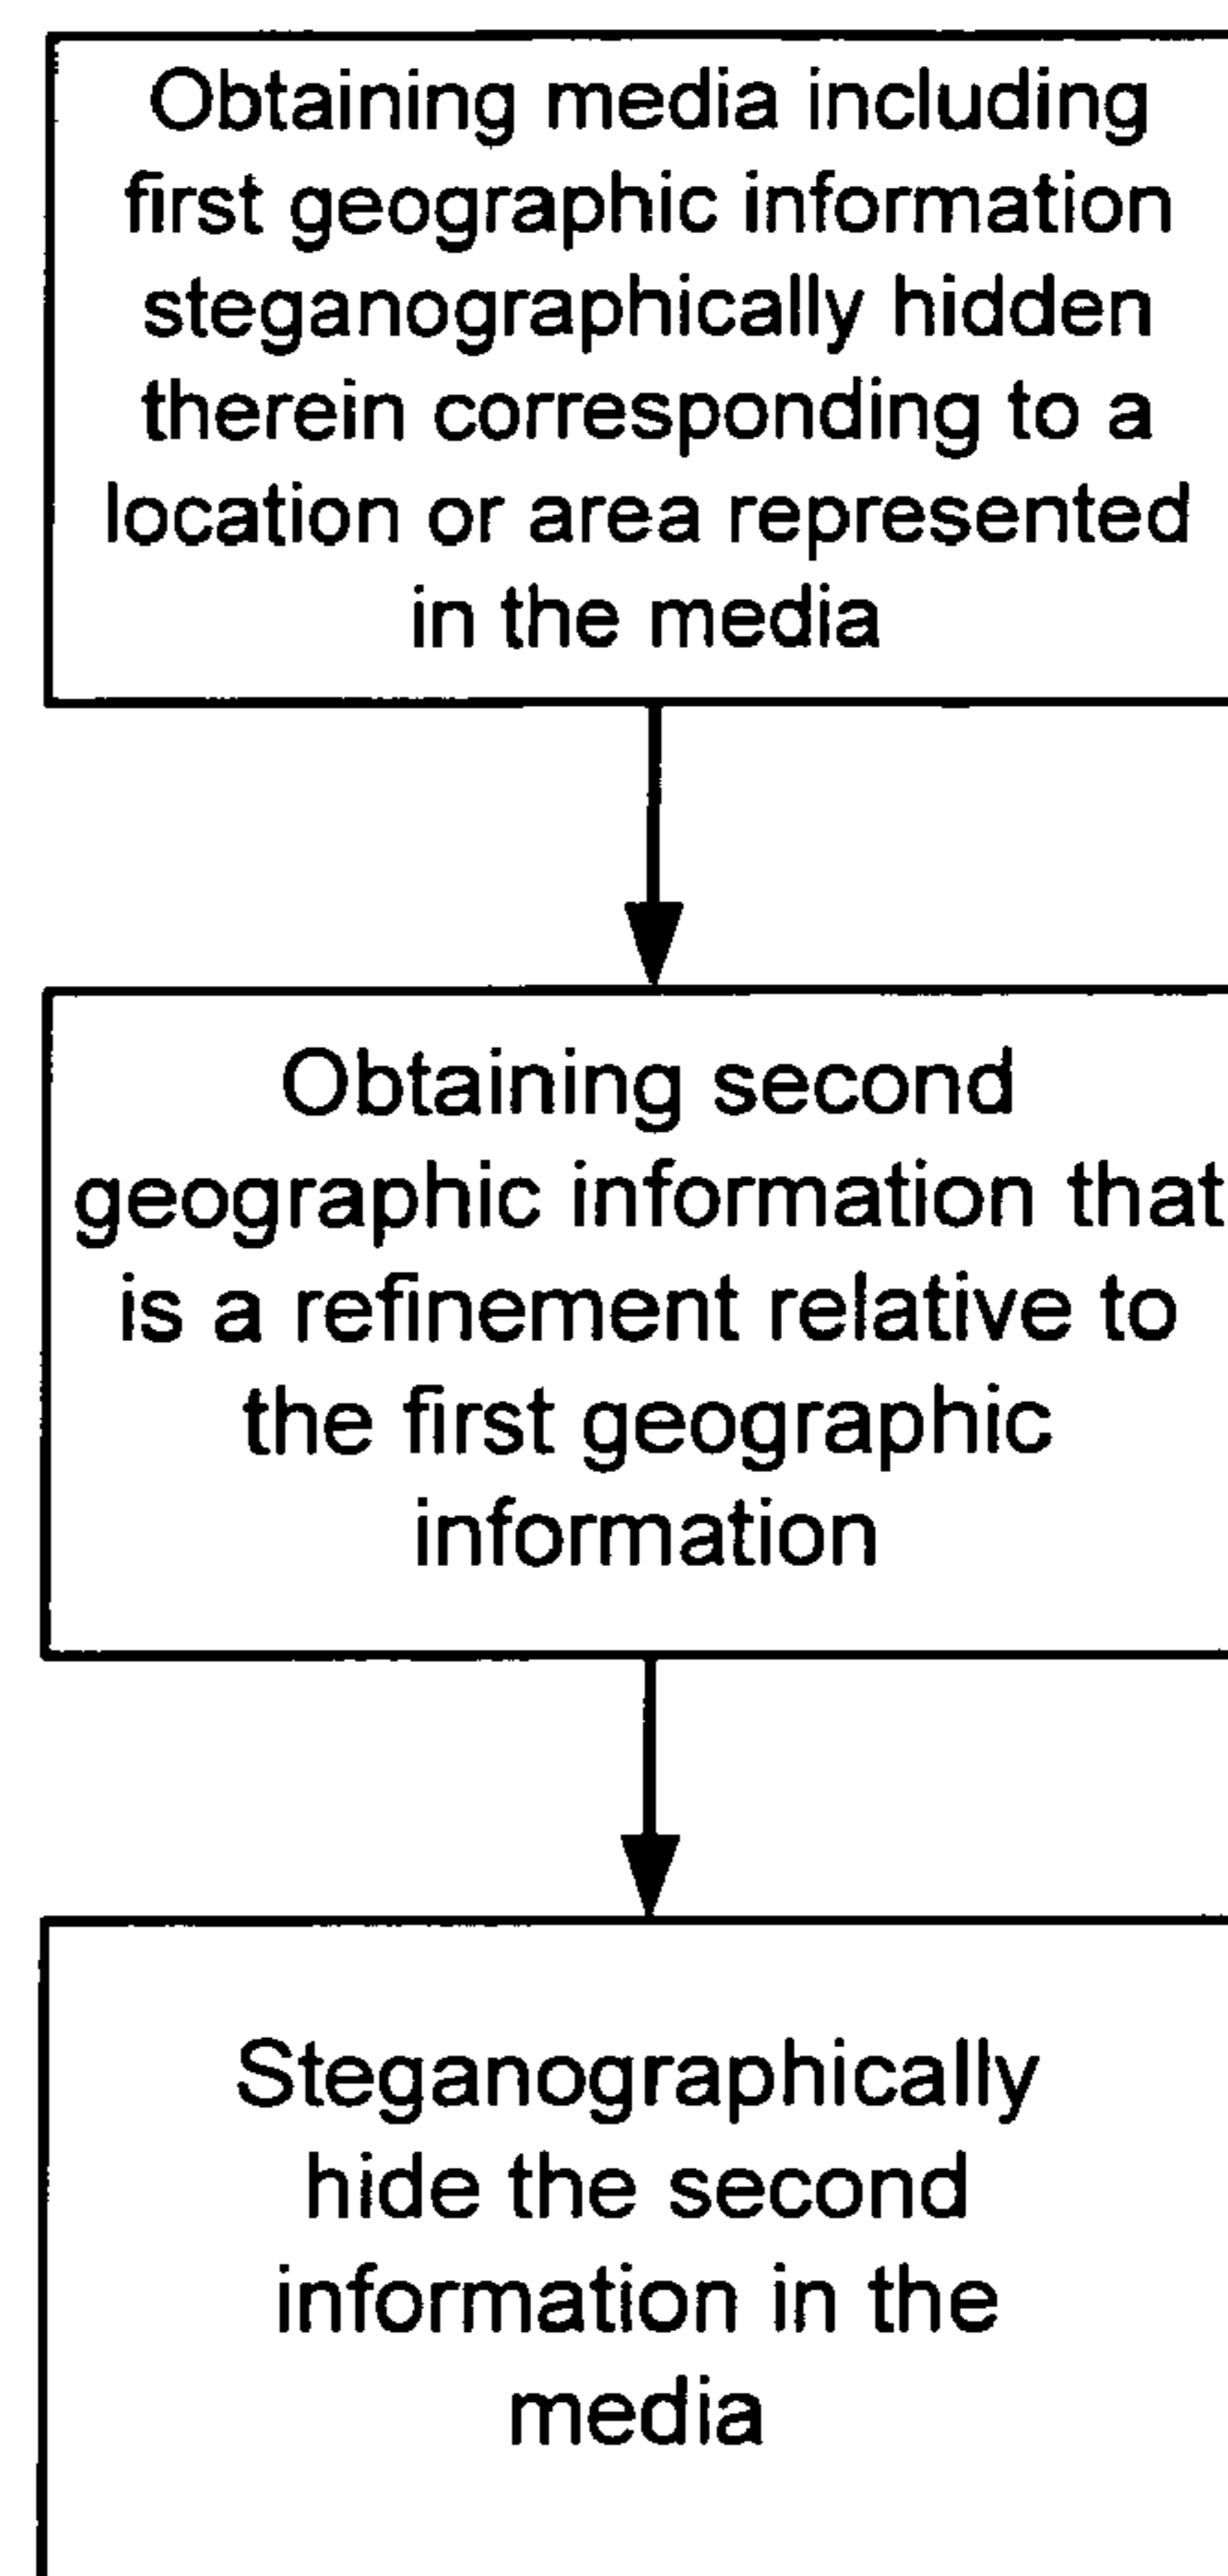 Obtaining media including
first geographic information
steganographically hidden
therein corresponding to a
location or area represented
in the media
Obtaining second
geographic information that
is a refinement relative to
the first geographic
information
Steganographically
hide the second
information in the
media